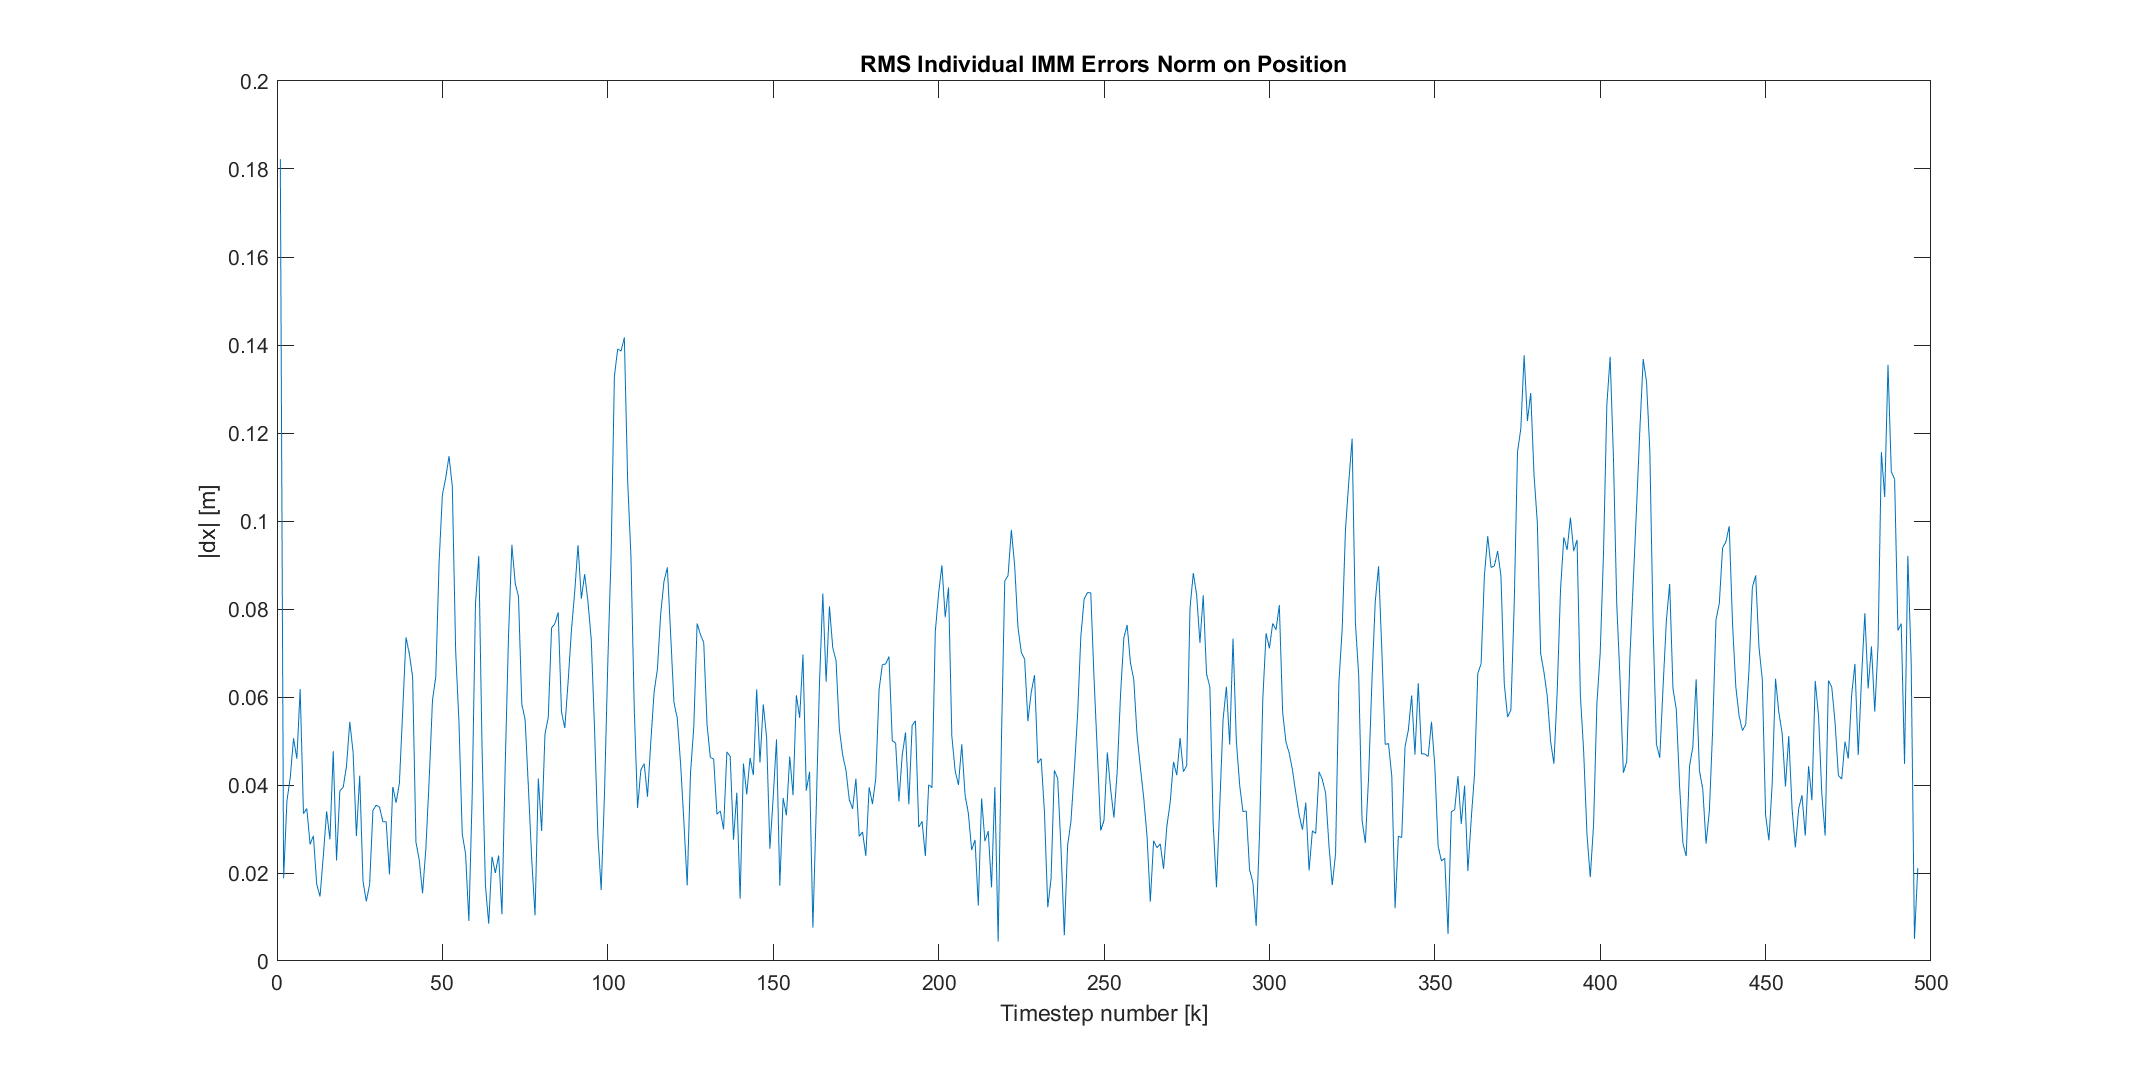 RMS Individual IMM Errors Norm on Position
0.2
0.18
0.16
0.14
0.12
0.1
0.08
0.06
0.04
0.02
0
|dx| [m]
0 50 100 150 200 250 300 350 400 450 500
Timestep number [k]